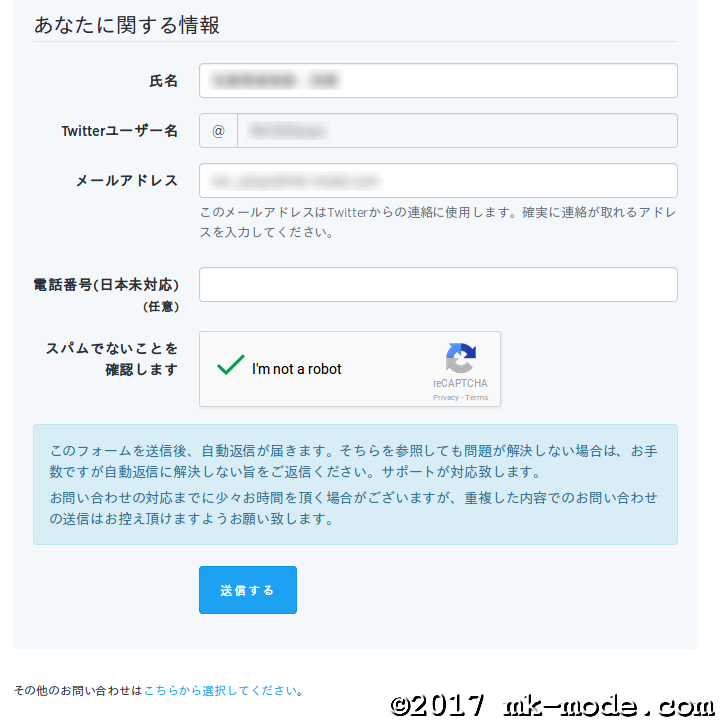 あなたに関する情報
氏名
Twitterユーザー名
@
メールアドレス
このメールアドレスはTwitterからの連絡に使用します。確実に連絡が取れるアドレ
スを入力してください。
電話番号(日本未対応)
(任意)
スパムでないことを
確認します
I'm not a robot
reCAPTCHA
Privacy - Terms
このフォームを送信後、自動返信が届きます。そちらを参照しても問題が解決しない場合は、お手
数ですが自動返信に解決しない旨をご返信ください。サポートが対応致します。
お問い合わせの対応までに少々お時間を頂く場合がございますが、重複した内容でのお問い合わせ
の送信はお控え頂けますようお願い致します。
送信する
その他のお問い合わせはこちらから選択してください。
©2017 mk-mode.com